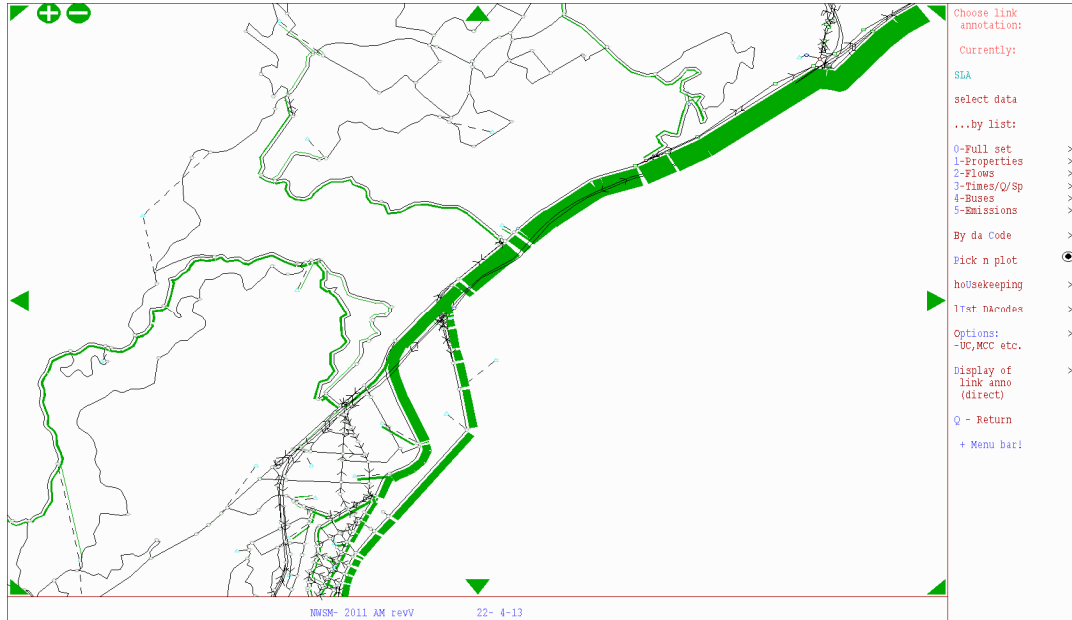 Choose link
annotation:
Currently:
SLA
select data
...by list:
0-Full set >
1-Properties >
2-Flows >
3-Times/Q/Sp >
4-Buses >
5-Emissions >
By da Code >
Pick n plot
hoUsekeeping >
lIst DAcodes >
Options: >
-UC,MCC etc.
Display of >
link anno
(direct)
Q - Return
+ Menu bar!
NWSM- 2011 AM revV 22- 4-13